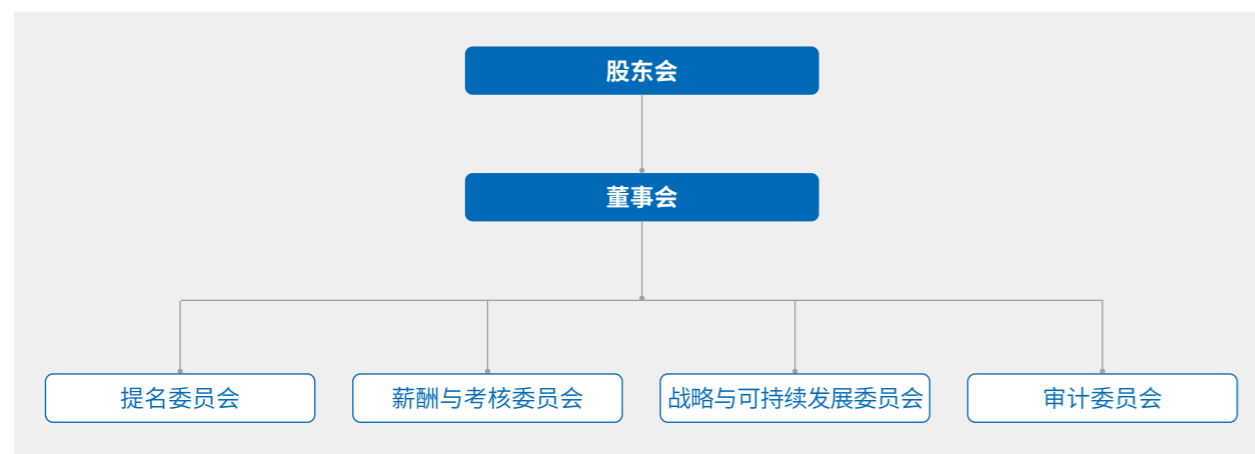 股东会
董事会
提名委员会
薪酬与考核委员会
战略与可持续发展委员会
审计委员会